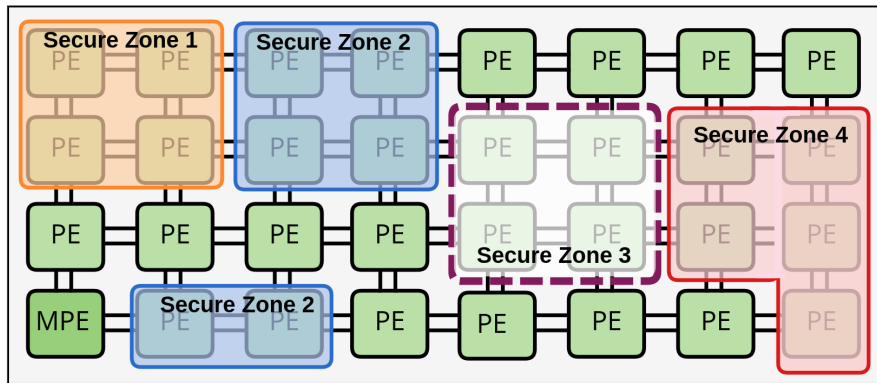 Secure Zone 1 Secure Zone 2
PE PE PE PE PE PE PE PE
Secure Zone 4
PE PE PE PE PE PE PE PE
PE PE PE PE PE PE PE PE
Secure Zone 3
Secure Zone 2
MPE PE PE PE PE PE PE PE